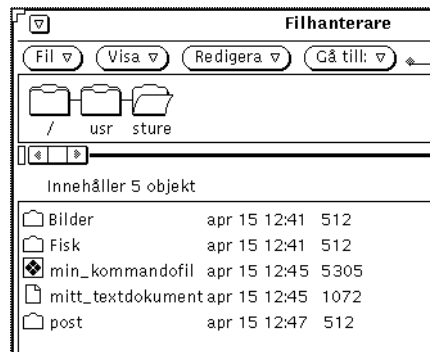 Filhanterare
Fil Visa Redigera Gå till:
/ usr sture
Innehåller 5 objekt
Bilder apr 15 12:41 512
Fisk apr 15 12:41 512
min_kommandofil apr 15 12:45 5305
mitt_textdokument apr 15 12:45 1072
post apr 15 12:47 512